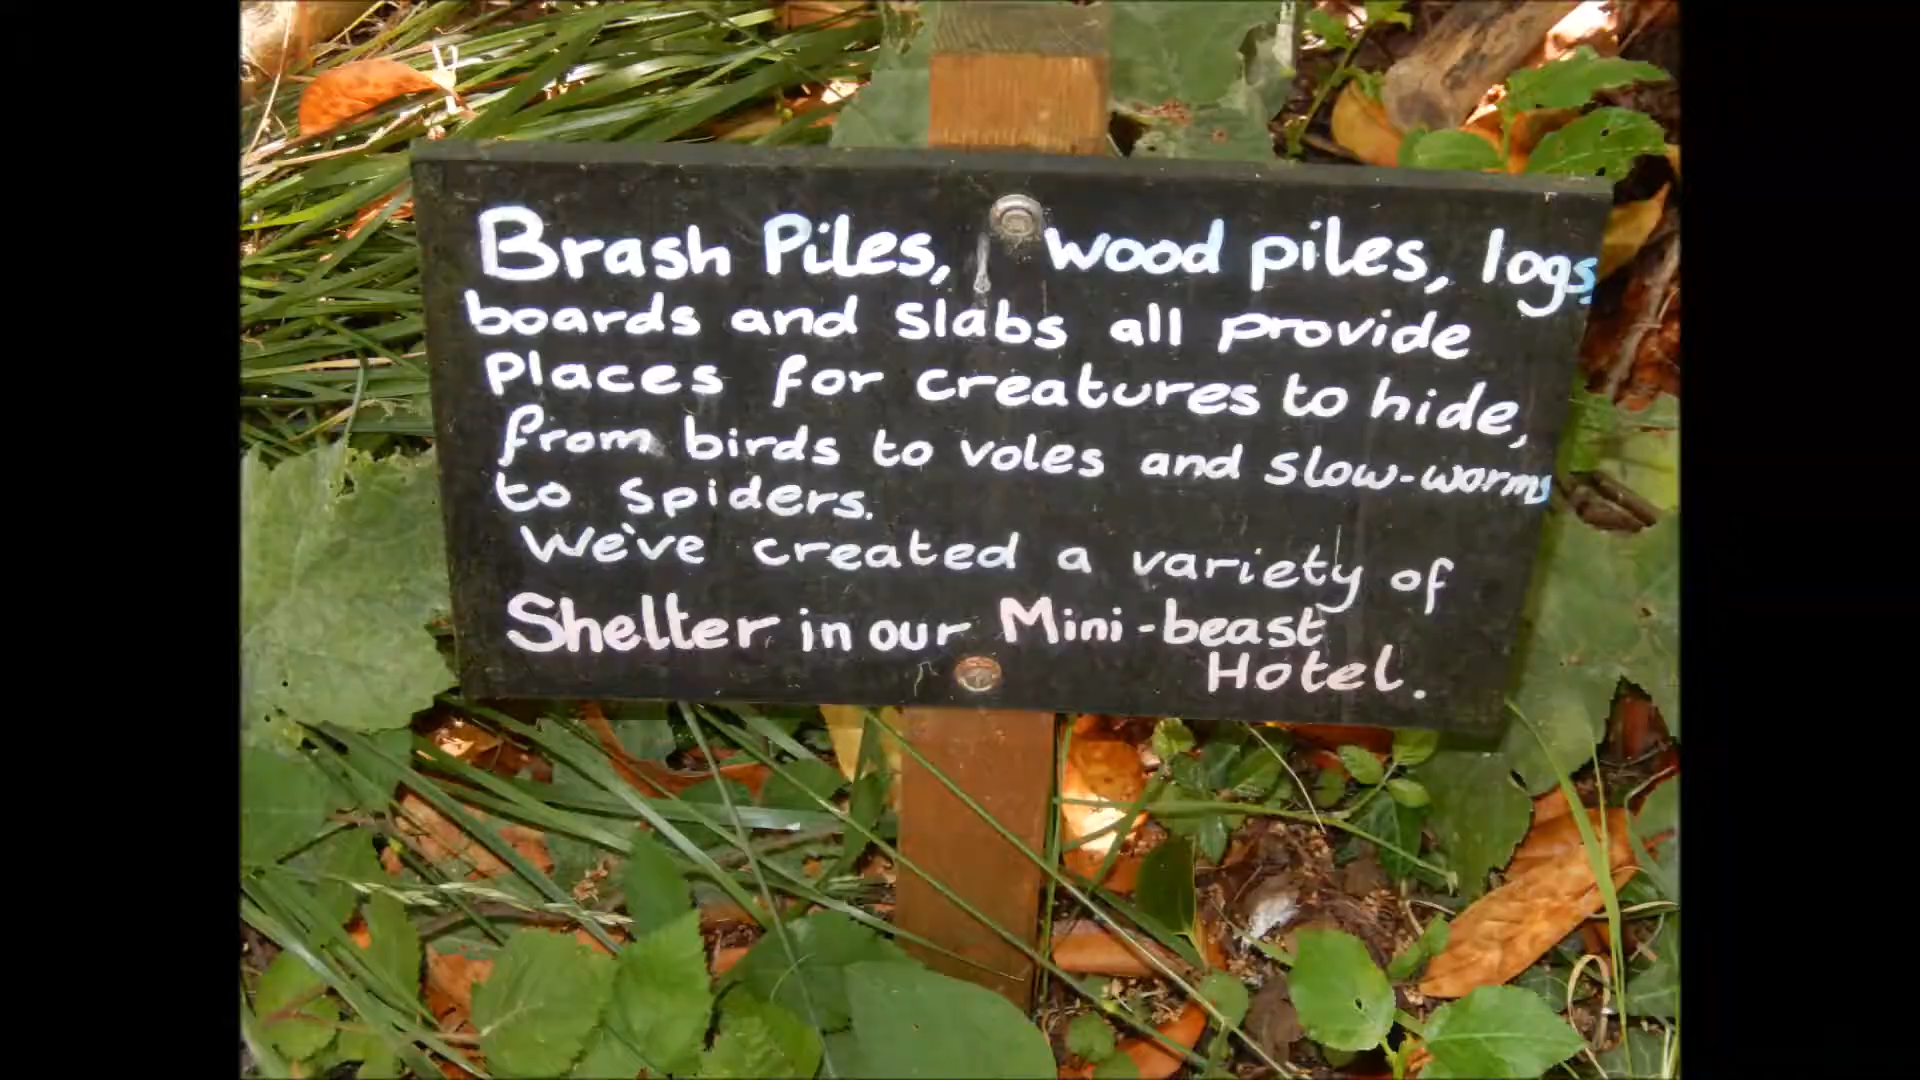 Brash Piles, wood piles, logs,
boards and slabs all provide
Places for creatures to hide,
from birds to voles and slow-worms
to spiders.
We've created a variety of
Shelter in our Mini-beast
Hotel.